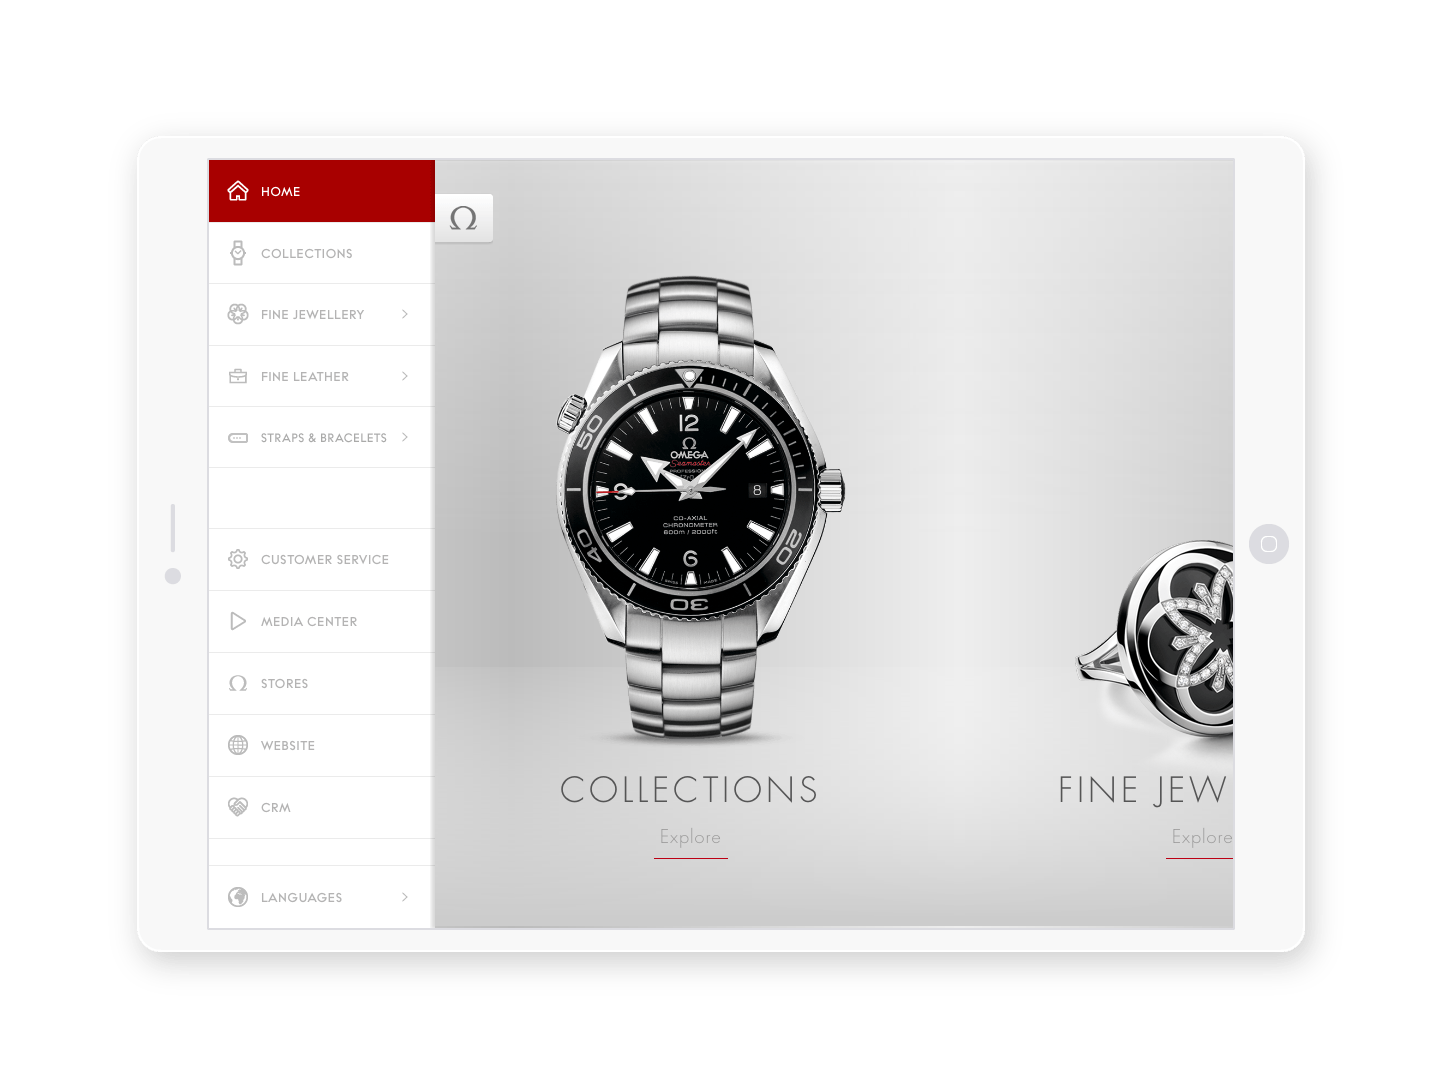 HOME
COLLECTIONS
FINE JEWELLERY
FINE LEATHER
STRAPS & BRACELETS
CUSTOMER SERVICE
MEDIA CENTER
STORES
WEBSITE
CRM
LANGUAGES
Ω
12
Ω
OMEGA
Seamaster
PROFESSIONAL
9
8
CO-AXIAL
CHRONOMETER
600m / 2000ft
6
50
40
30
20
COLLECTIONS
Explore
FINE JEW
Explore